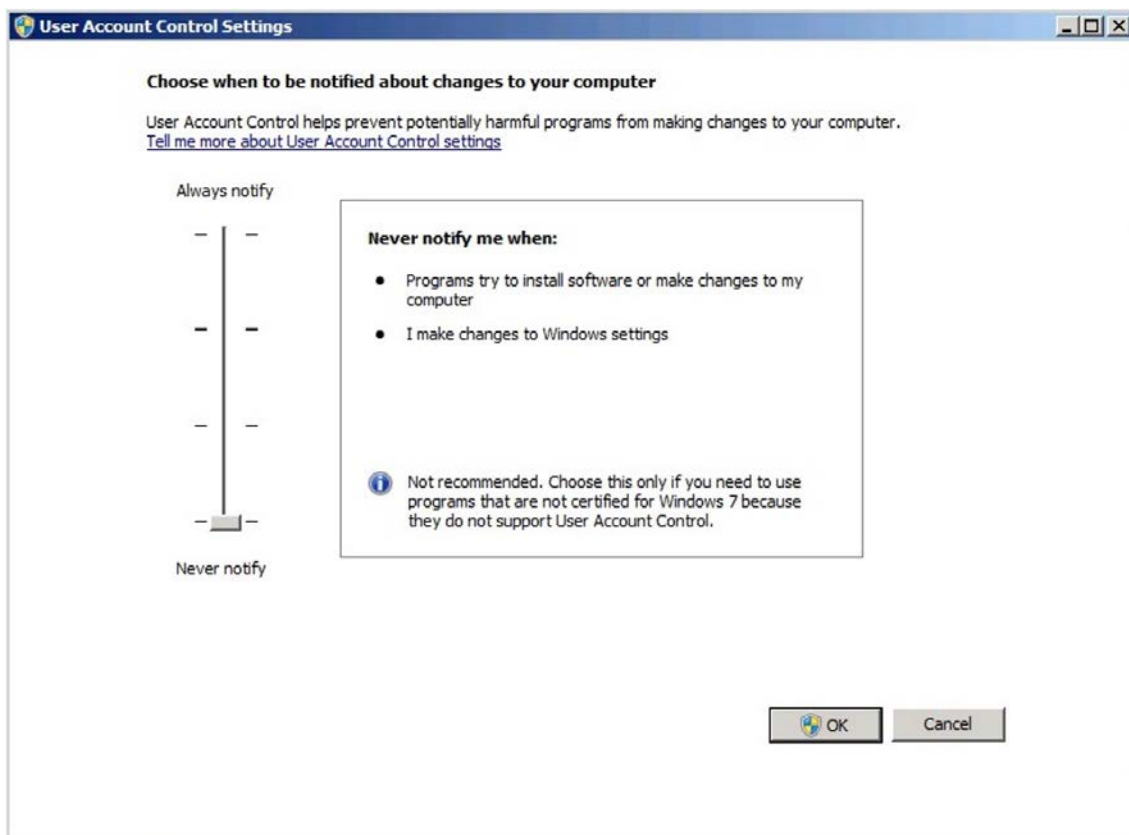 User Account Control Settings
Choose when to be notified about changes to your computer
User Account Control helps prevent potentially harmful programs from making changes to your computer.
Tell me more about User Account Control settings
Always notify
Never notify me when:
• Programs try to install software or make changes to my
computer
• I make changes to Windows settings
Not recommended. Choose this only if you need to use
programs that are not certified for Windows 7 because
they do not support User Account Control.
Never notify
OK
Cancel